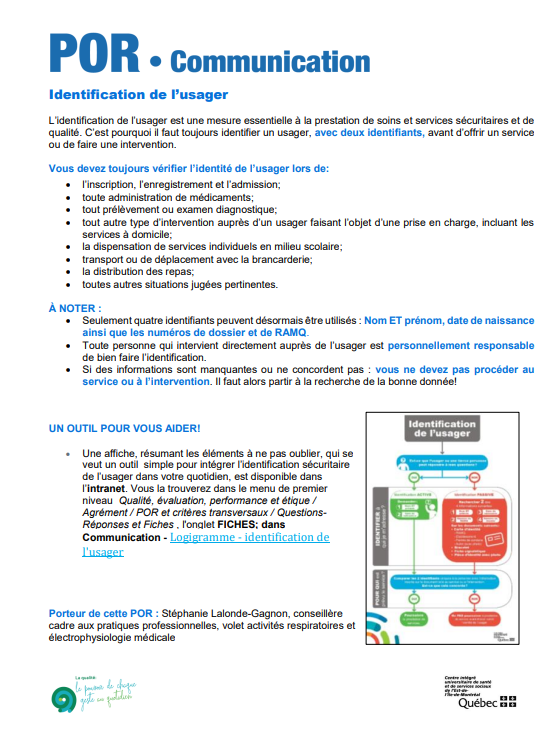 POR • Communication
Identification de l'usager
L'identification de l'usager est une mesure essentielle à la prestation de soins et services sécuritaires et de
qualité. C'est pourquoi il faut toujours identifier un usager, avec deux identifiants, avant d'offrir un service
ou de faire une intervention.
Vous devez toujours vérifier l'identité de l'usager lors de:
• l'inscription, l'enregistrement et l'admission;
• toute administration de médicaments;
• tout prélèvement ou examen diagnostique;
• tout autre type d'intervention auprès d'un usager faisant l'objet d'une prise en charge, incluant les
services à domicile;
• la dispensation de services individuels en milieu scolaire;
• transport ou de déplacement avec la brancarderie;
• la distribution des repas;
• toutes autres situations jugées pertinentes.
À NOTER :
• Seulement quatre identifiants peuvent désormais être utilisés : Nom ET prénom, date de naissance
ainsi que les numéros de dossier et de RAMQ.
• Toute personne qui intervient directement auprès de l'usager est personnellement responsable
de bien faire l'identification.
• Si des informations sont manquantes ou ne concordent pas : vous ne devez pas procéder au
service ou à l'intervention. Il faut alors partir à la recherche de la bonne donnée!
UN OUTIL POUR VOUS AIDER!
• Une affiche, résumant les éléments à ne pas oublier, qui se
veut un outil simple pour intégrer l'identification sécuritaire
de l'usager dans votre quotidien, est disponible dans
l'intranet. Vous la trouverez dans le menu de premier
niveau Qualité, évaluation, performance et étique /
Agrément / POR et critères transversaux / Questions-
Réponses et Fiches , l'onglet FICHES; dans
Communication - Logigramme - identification de
l'usager
Identification
de l'usager
Identification ACTIVE
Identification PASSIVE
IDENTIFIER
Porteur de cette POR : Stéphanie Lalonde-Gagnon, conseillère
cadre aux pratiques professionnelles, volet activités respiratoires et
électrophysiologie médicale
La qualité:
le pouvoir de chaque
geste au quotidien
Centre intégré
universitaire de santé
et de services sociaux
de l'Est-de-
l'Île-de-Montréal
Québec